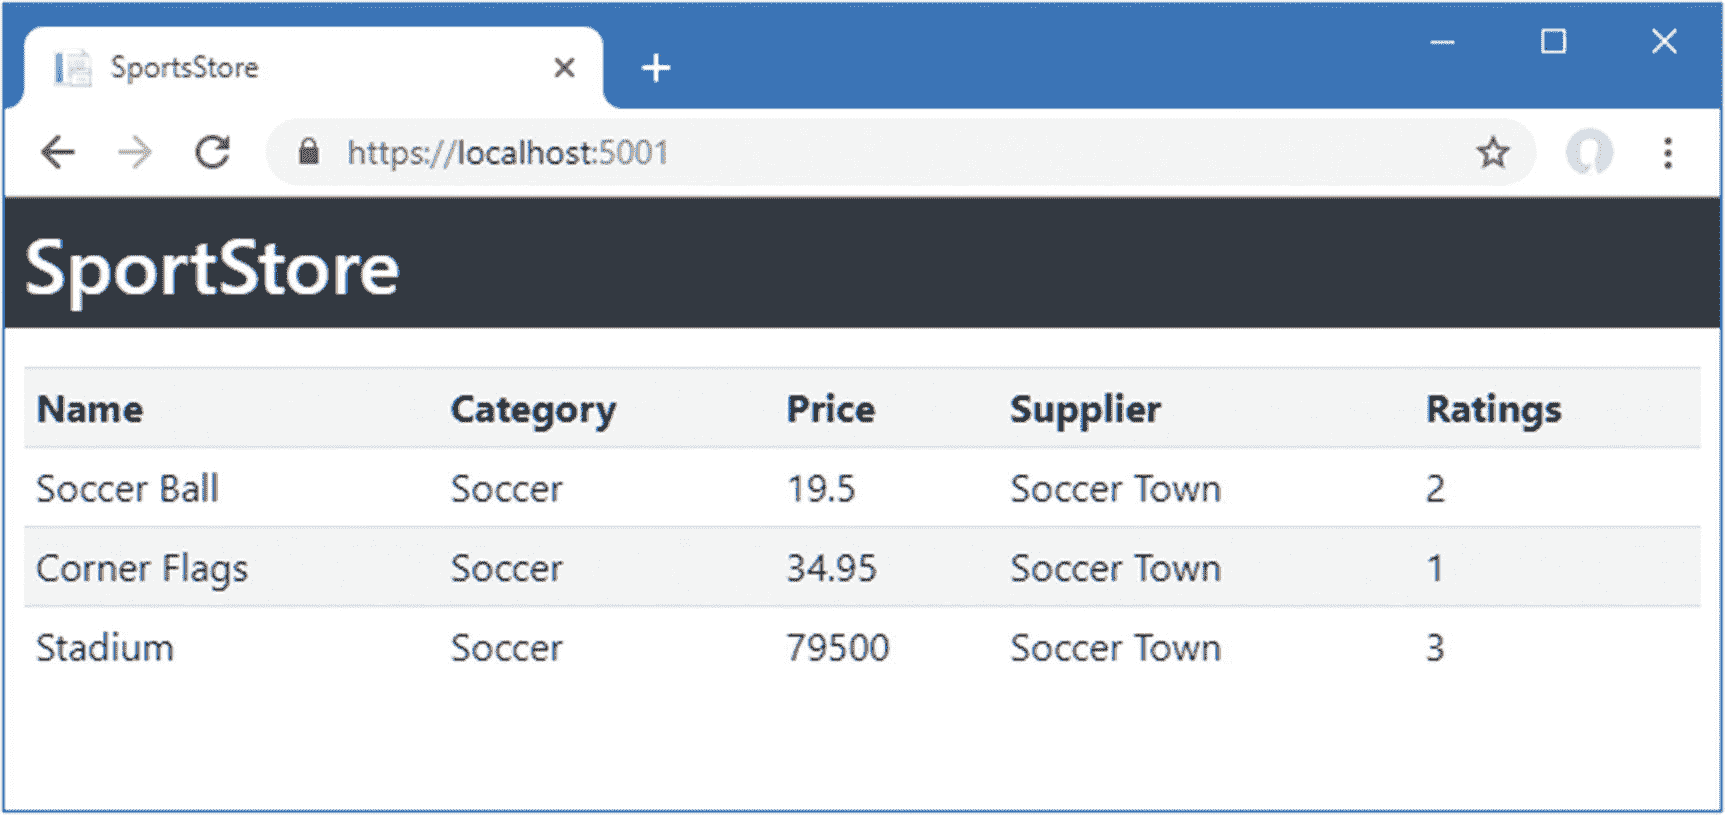 SportsStore
https://localhost:5001
SportStore
Name Category Price Supplier Ratings
Soccer Ball Soccer 19.5 Soccer Town 2
Corner Flags Soccer 34.95 Soccer Town 1
Stadium Soccer 79500 Soccer Town 3